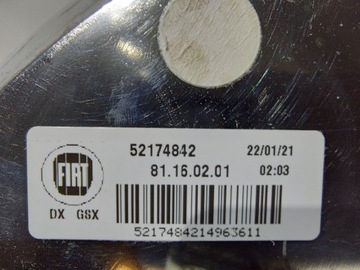 52174842 22/01/21
FIAT 81.16.02.01 02:03
DX GSX
5217484214963611